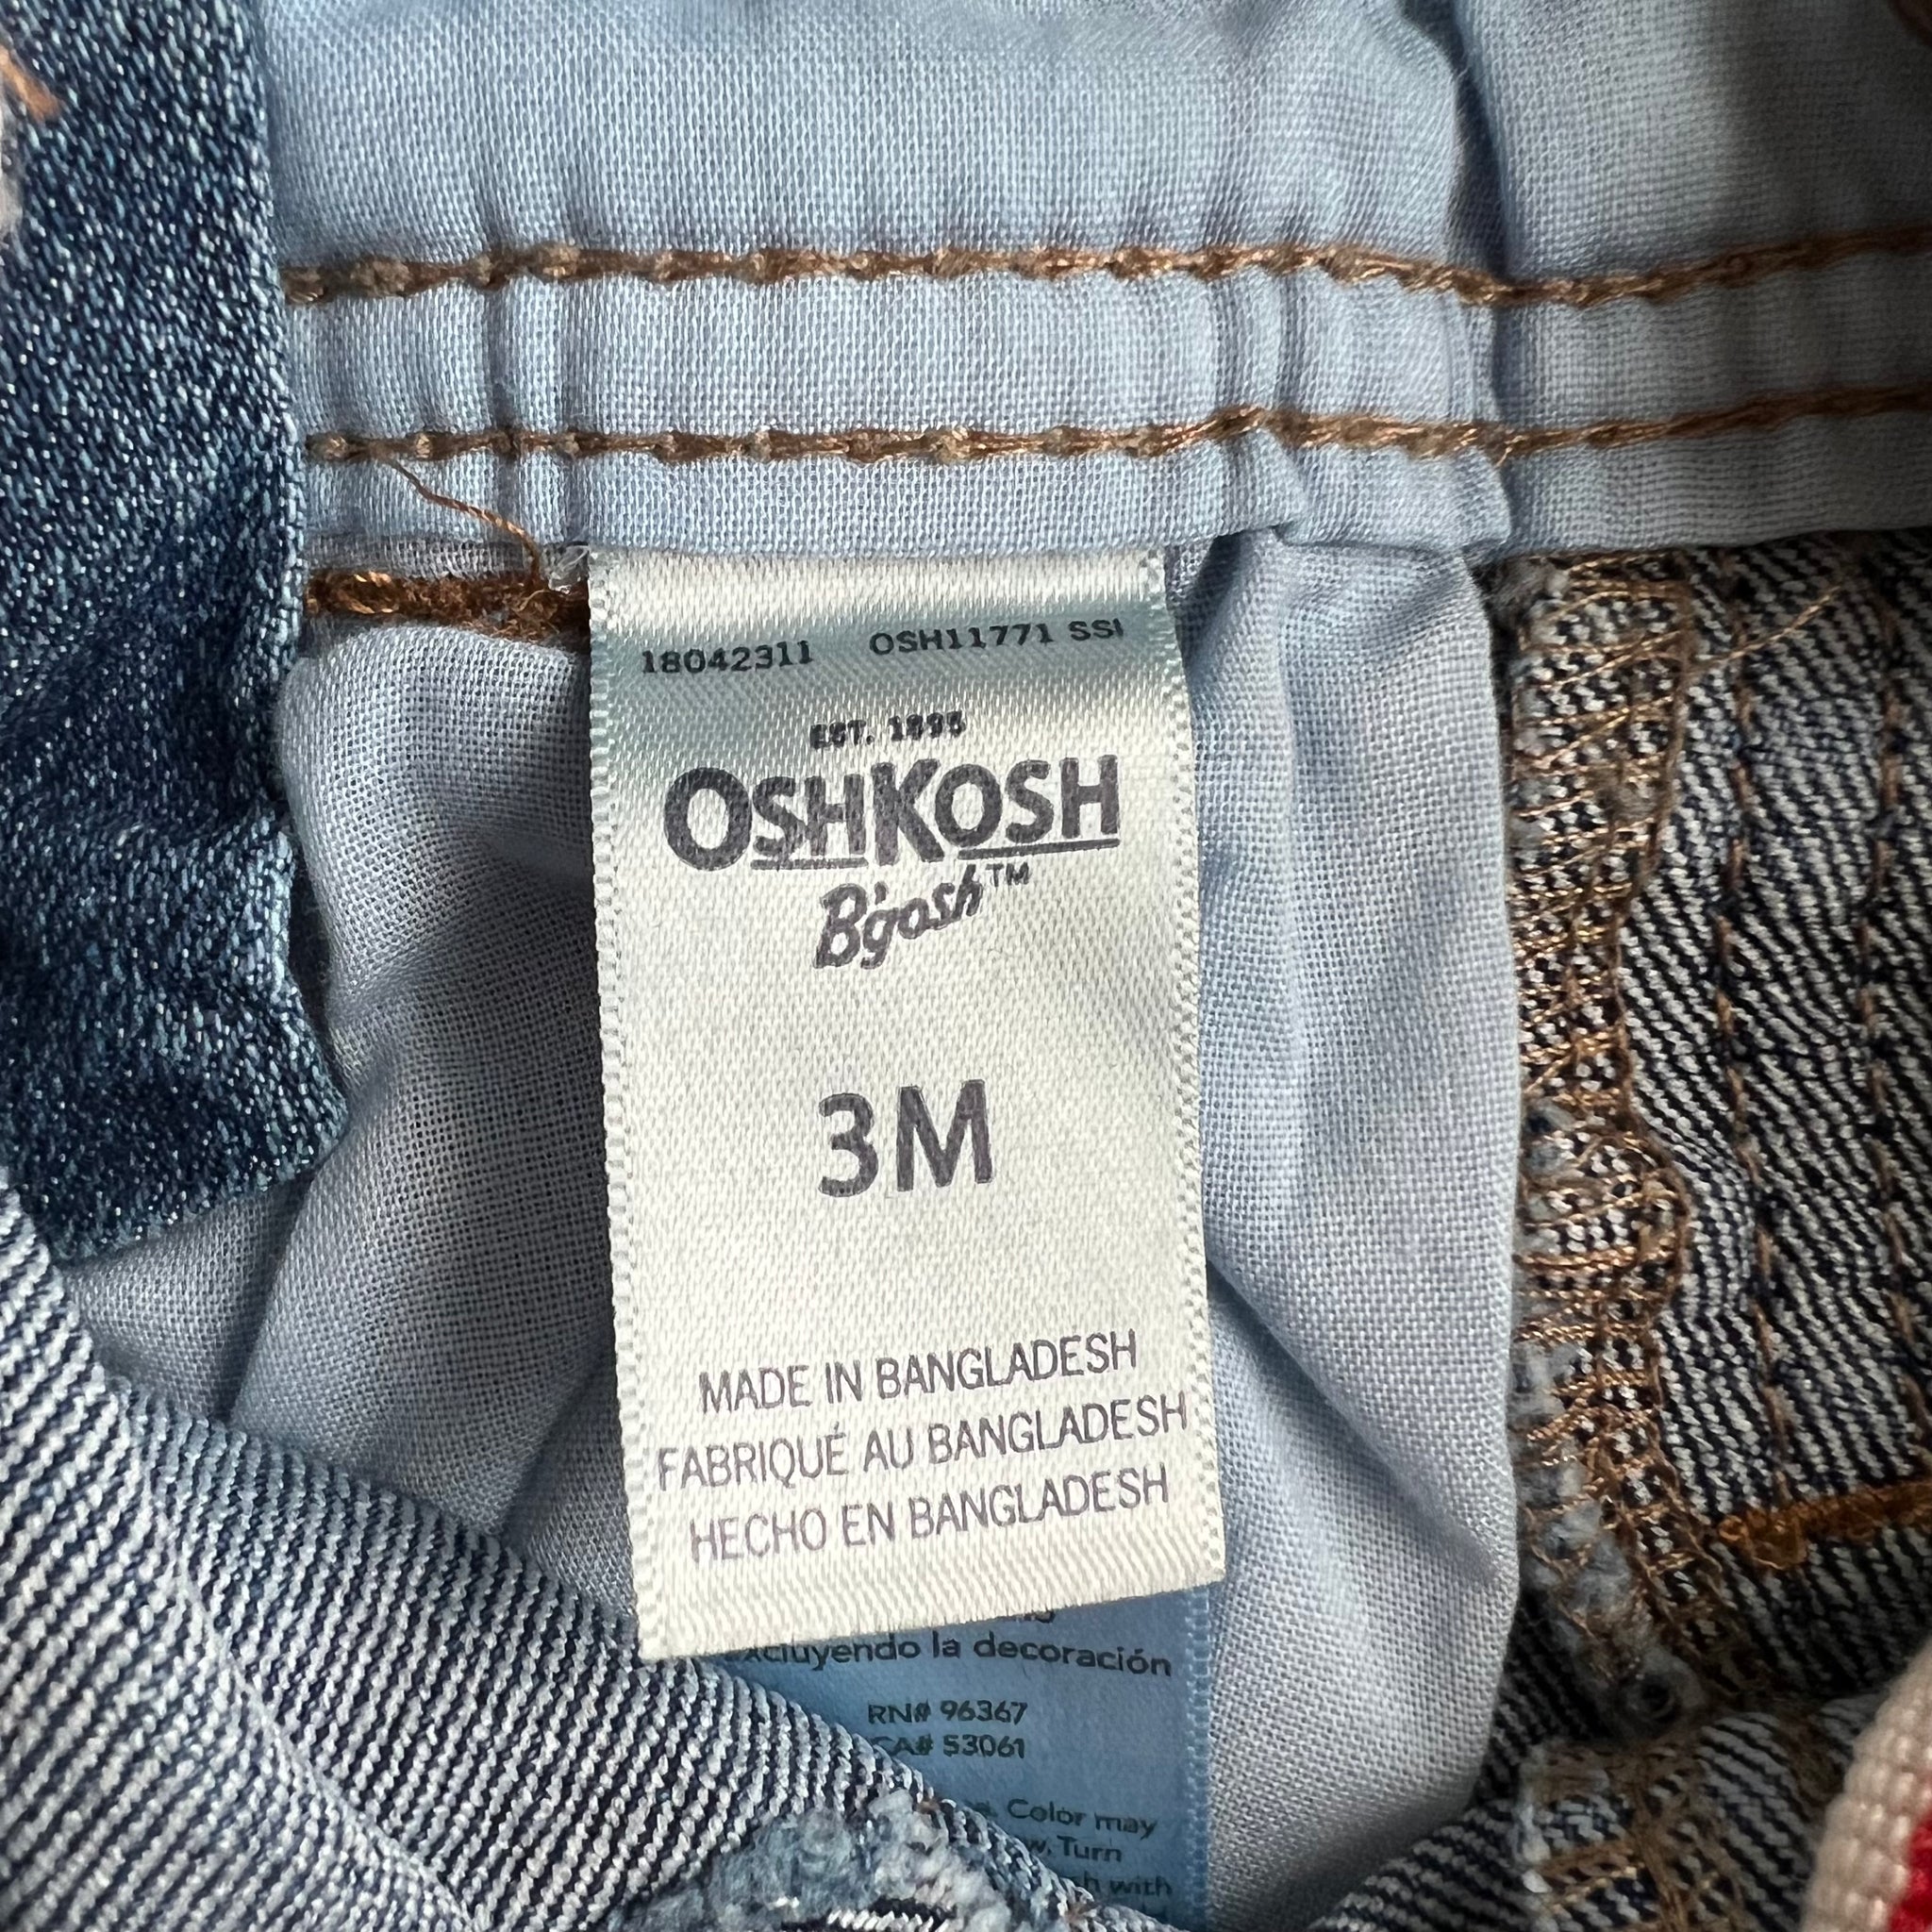 18042311 OSH11771 SSI
EST. 1895
OSHKOSH
B'gosh™
3M
MADE IN BANGLADESH
FABRIQUÉ AU BANGLADESH
HECHO EN BANGLADESH
la decoración
RN# 96367
CA# 53061
Color may
Turn
with